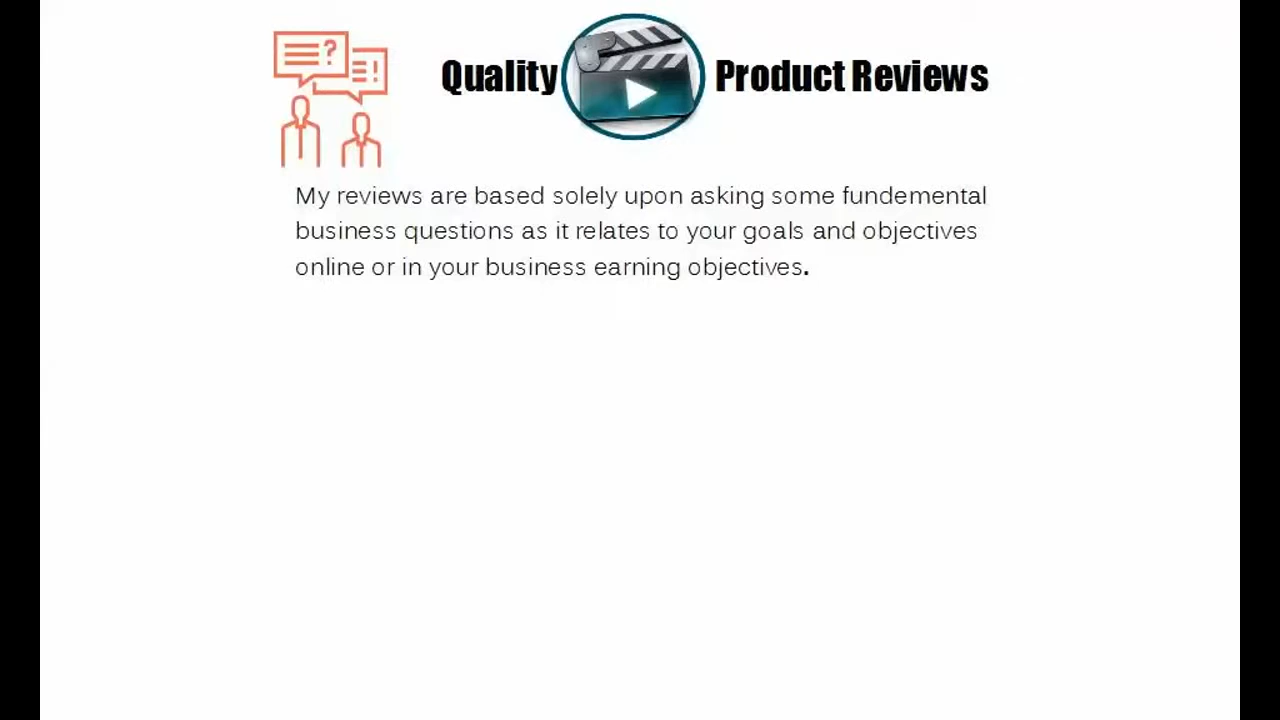 Quality Product Reviews
My reviews are based solely upon asking some fundemental
business questions as it relates to your goals and objectives
online or in your business earning objectives.